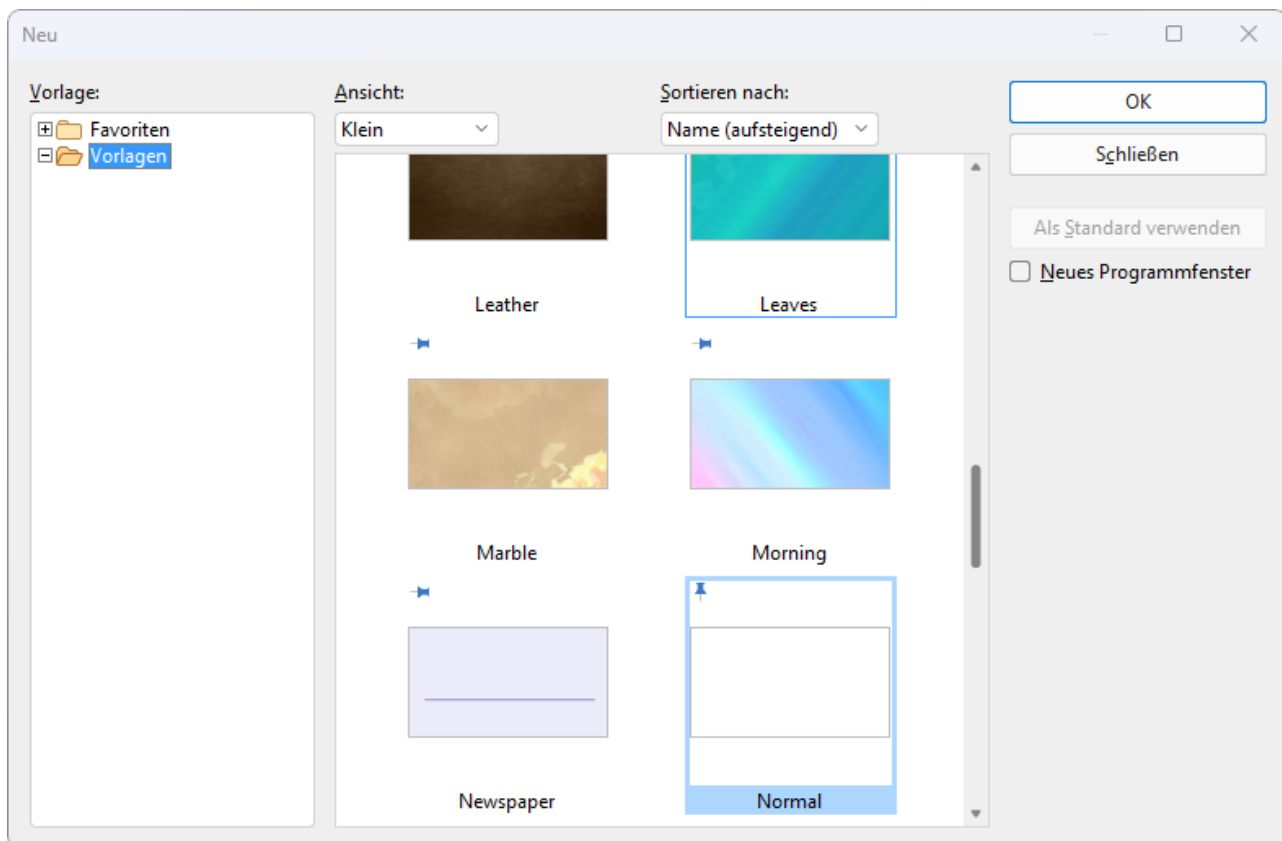 Neu
Vorlage:
Ansicht:
Sortieren nach:
OK
Favoriten
Klein
Name (aufsteigend)
Vorlagen
Schließen
Als Standard verwenden
Neues Programmfenster
Leather
Leaves
Marble
Morning
Newspaper
Normal